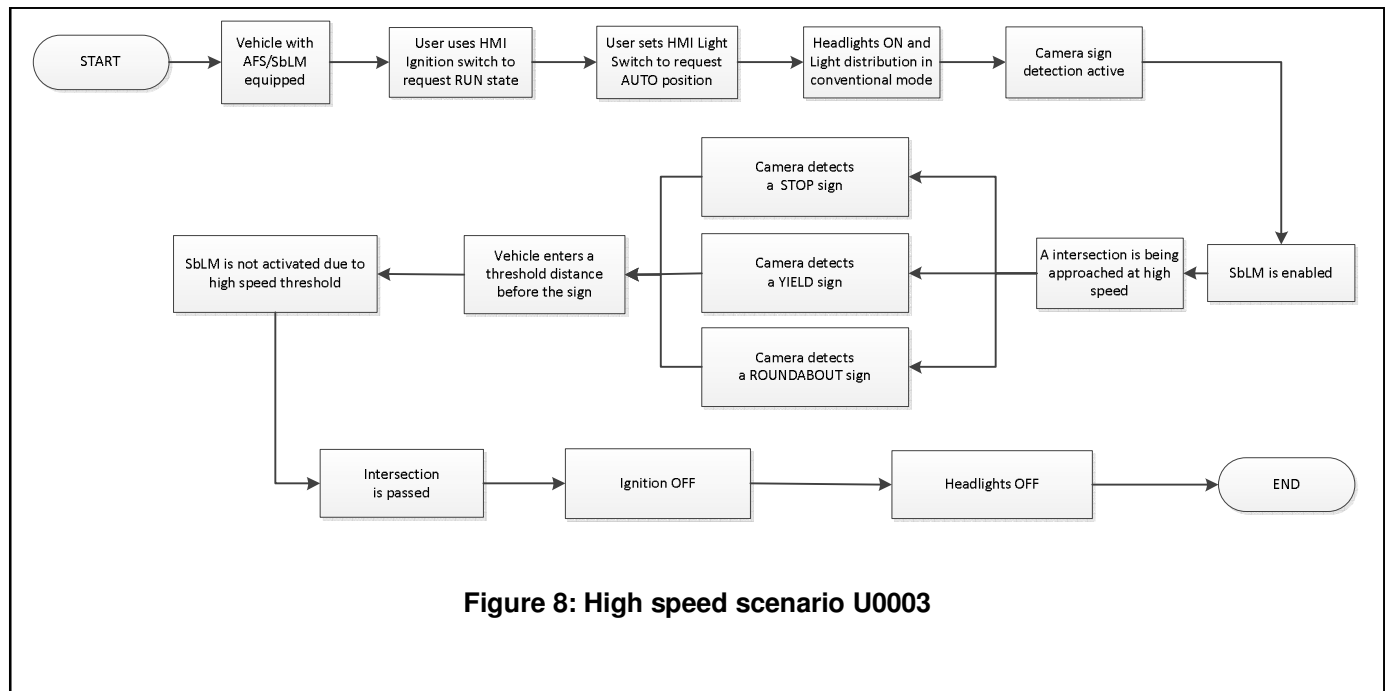 START
Vehicle with
AFS/SbLM
equipped
User uses HMI
Ignition switch to
request RUN state
User sets HMI Light
Switch to request
AUTO position
Headlights ON and
Light distribution in
conventional mode
Camera sign
detection active
SbLM is enabled
A intersection is being
approached at high
speed
Camera detects
a STOP sign
Camera detects
a YIELD sign
Camera detects
a ROUNDABOUT sign
Vehicle enters a
threshold distance
before the sign
SbLM is not activated due to
high speed threshold
Intersection
is passed
Ignition OFF
Headlights OFF
END
Figure 8: High speed scenario U0003